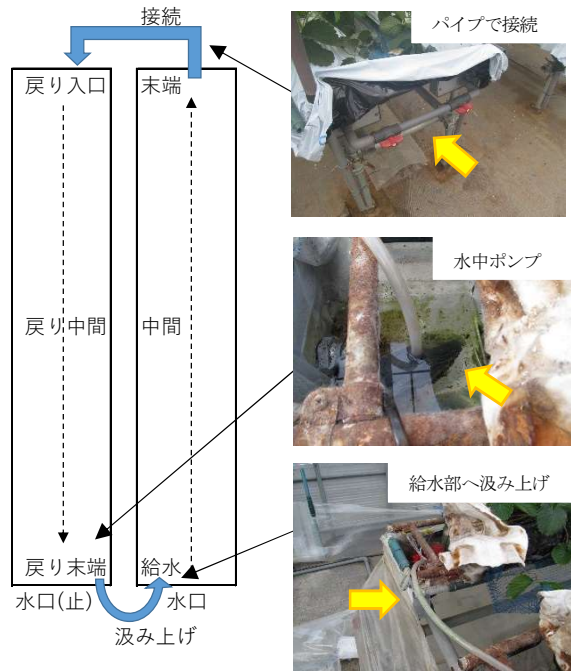 接続
戻り入口
末端
戻り中間
中間
戻り末端
給水
水口(止)
水口
汲み上げ
パイプで接続
水中ポンプ
給水部へ汲み上げ